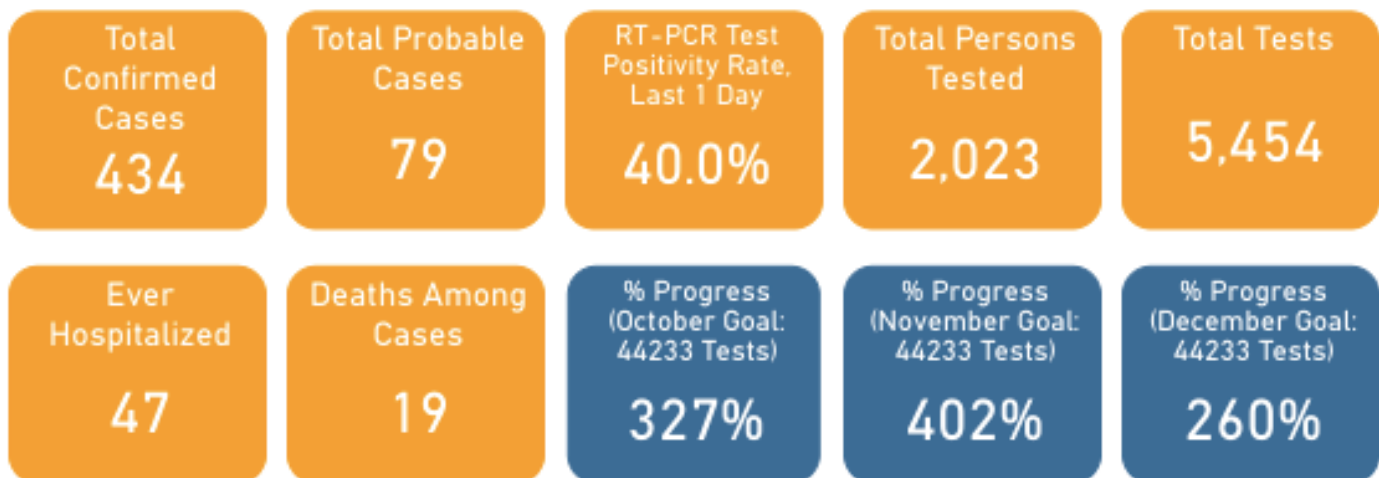 Total
Confirmed
Cases
434
Total Probable
Cases
79
RT-PCR Test
Positivity Rate,
Last 1 Day
40.0%
Total Persons
Tested
2,023
Total Tests
5,454
Ever
Hospitalized
47
Deaths Among
Cases
19
% Progress
(October Goal:
44233 Tests)
327%
% Progress
(November Goal:
44233 Tests)
402%
% Progress
(December Goal:
44233 Tests)
260%